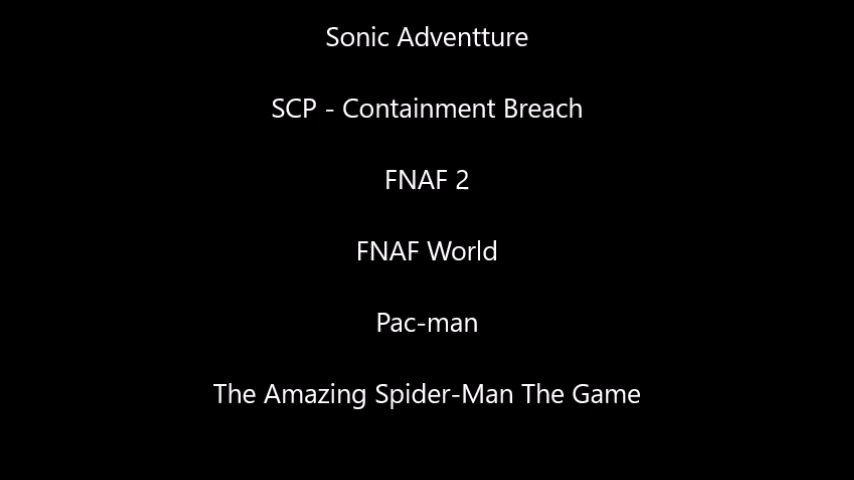 Sonic Adventture
SCP - Containment Breach
FNAF 2
FNAF World
Pac-man
The Amazing Spider-Man The Game